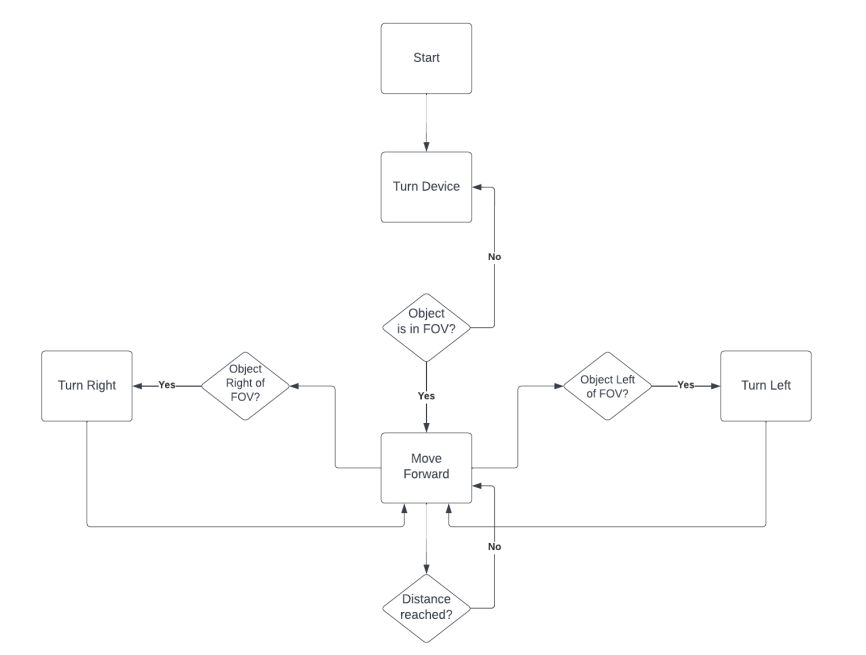 Start
Turn Device
No
Object
is in FOV?
Yes
Turn Right
Yes
Object
Right of
FOV?
Object Left
of FOV?
Yes
Turn Left
Move
Forward
No
Distance
reached?